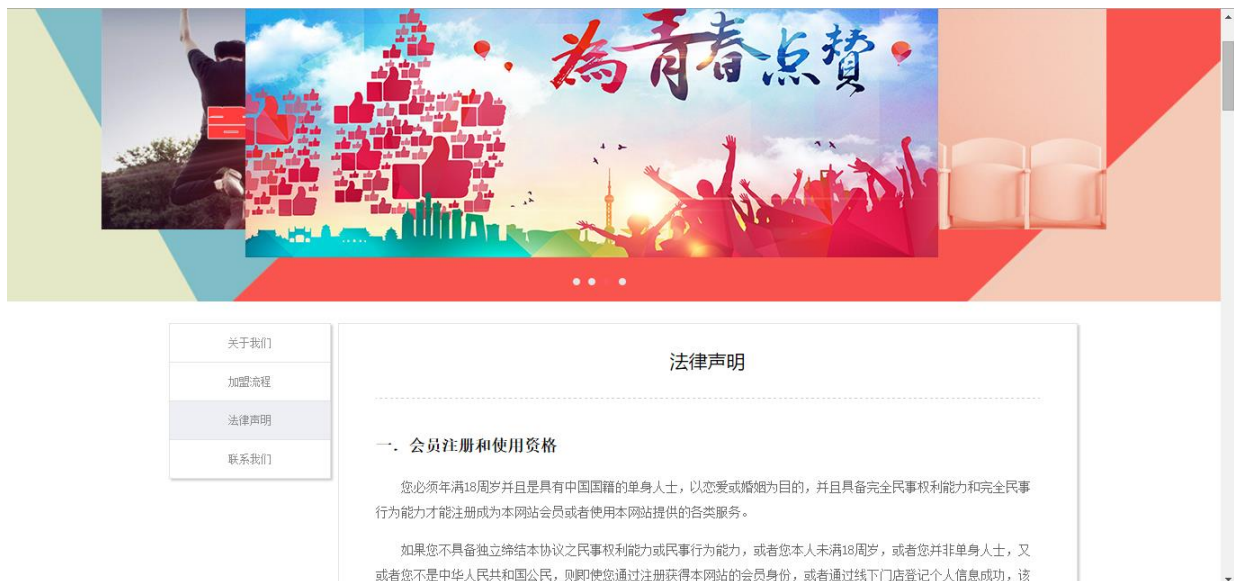 为青春点赞
关于我们
加盟流程
法律声明
联系我们
法律声明
一. 会员注册和使用资格
您必须年满18周岁并且是具有中国国籍的单身人士，以恋爱或婚姻为目的，并且具备完全民事权利能力和完全民事
行为能力才能注册成为本网站会员或者使用本网站提供的各类服务。
如果您不具备独立缔结本协议之民事权利能力或民事行为能力，或者您本人未满18周岁，或者您并非单身人士，又
或者您不是中华人民共和国公民，则即使您通过注册获得本网站的会员身份，或者通过线下门店登记个人信息成功，该